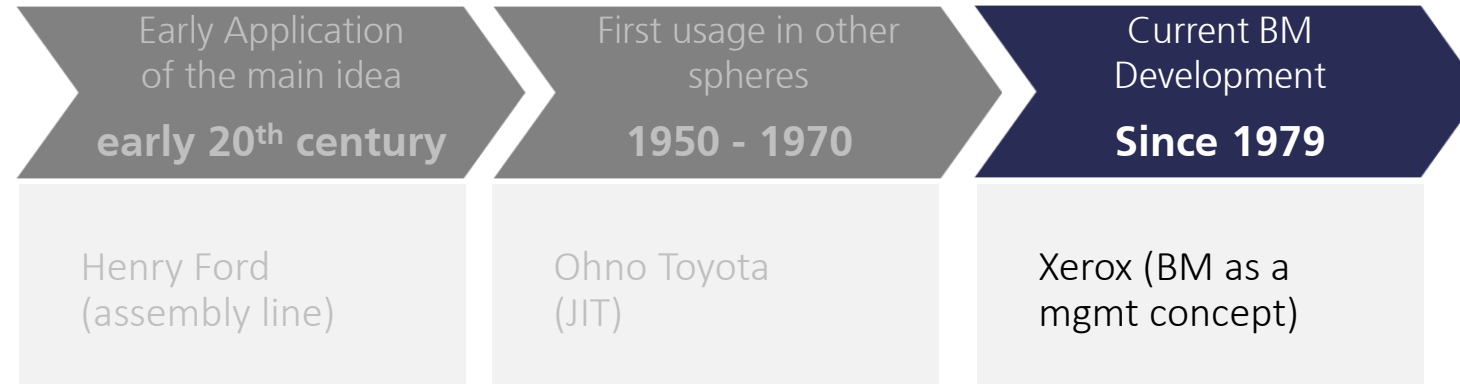 Early Application
of the main idea
early 20th century
First usage in other
spheres
1950 - 1970
Current BM
Development
Since 1979
Henry Ford
(assembly line)
Ohno Toyota
(JIT)
Xerox (BM as a
mgmt concept)